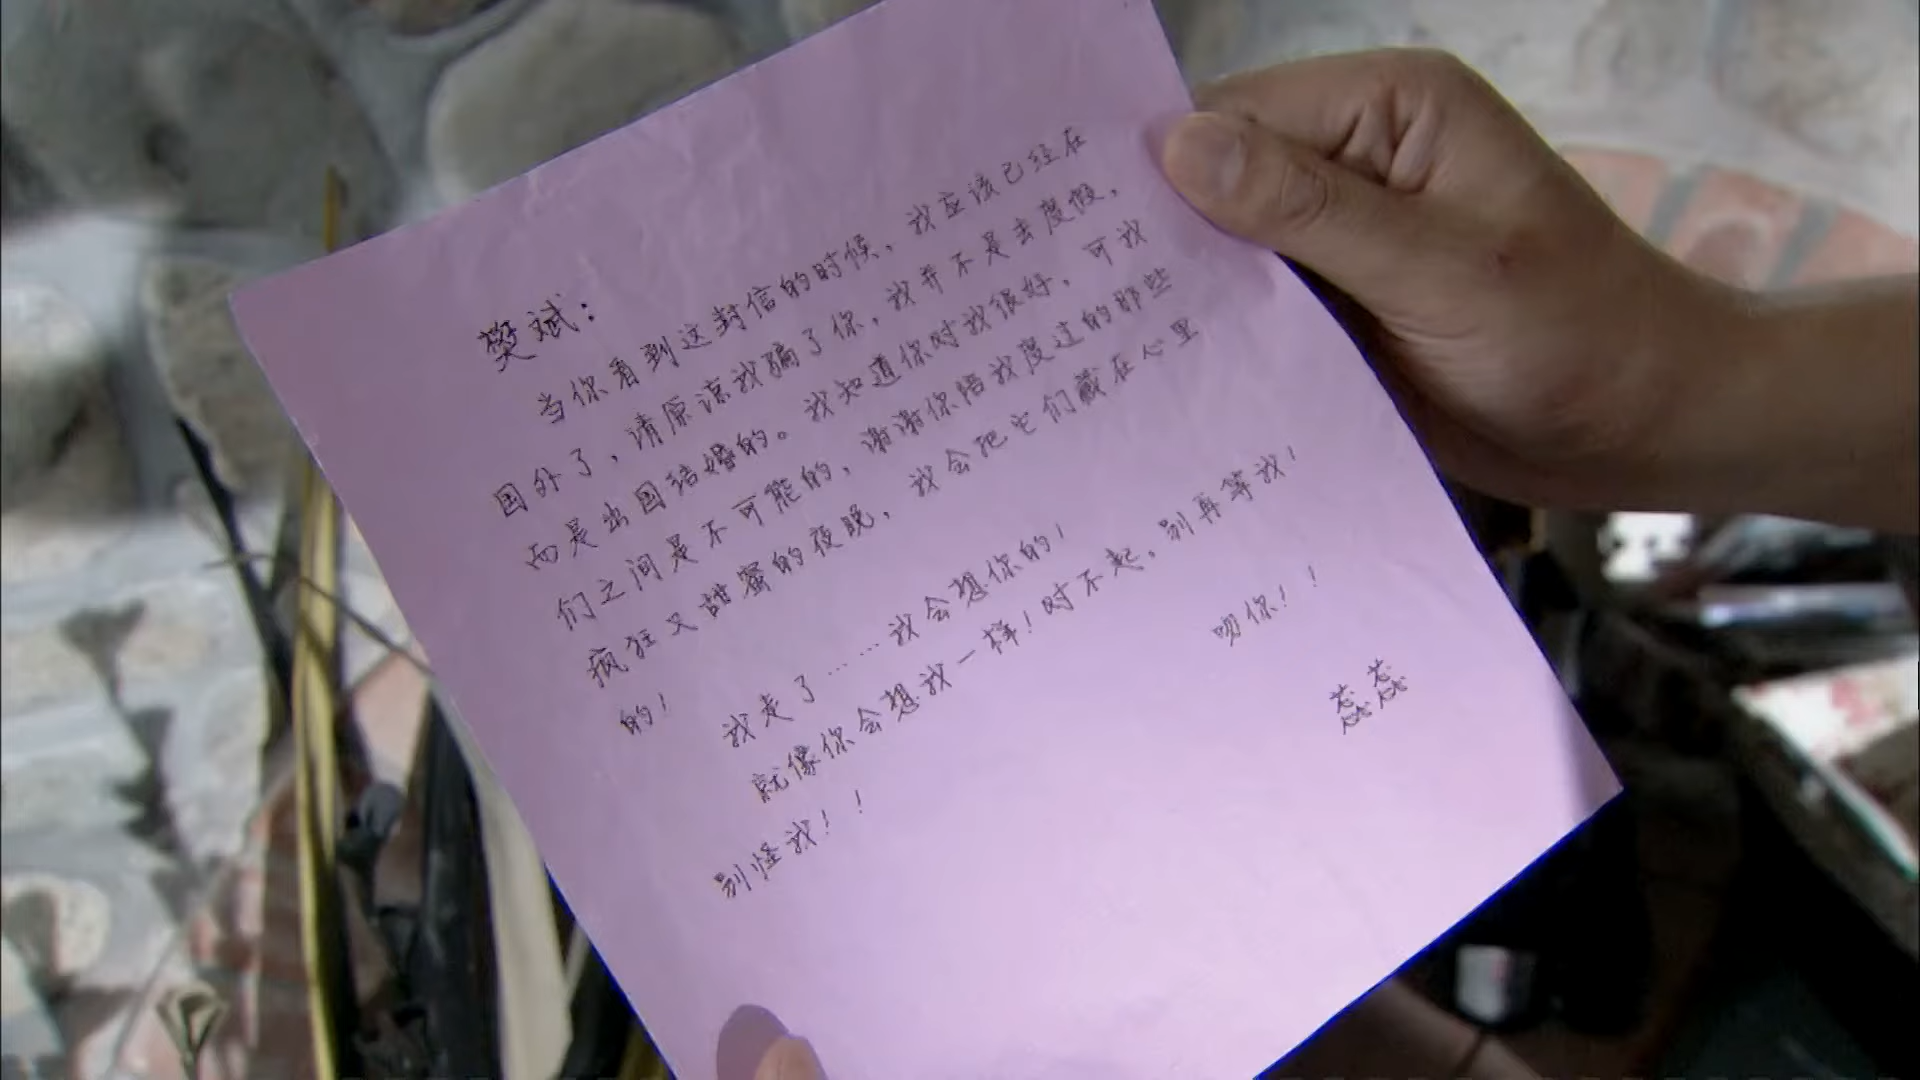 樊斌：
当你看到这封信的时候，我应该已经在
国外了，请原谅我骗了你，我并不是去度假，
而是出国结婚的。我知道你对我很好，可我
们之间是不可能的，谢谢你陪我度过的那些
疯狂又甜蜜的夜晚，我会把它们藏在心里
的！
我走了……我会想你的！
就像你会想我一样！对不起，别再等我！
别怪我！！
吻你！！
蕊蕊